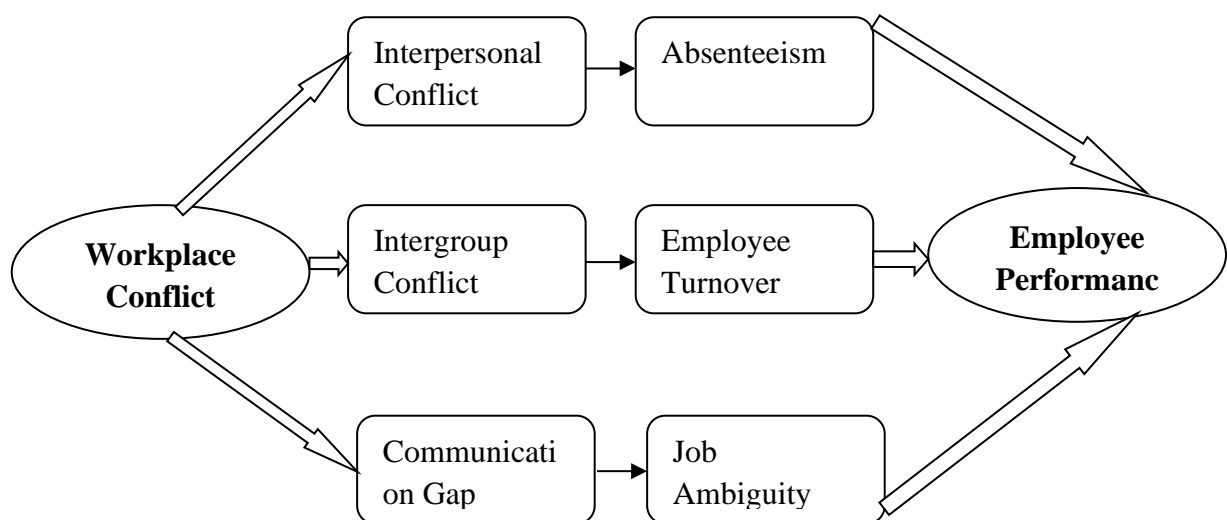 Interpersonal
Conflict
Absenteeism
Workplace
Conflict
Intergroup
Conflict
Employee
Turnover
Employee
Performanc
Communicati
on Gap
Job
Ambiguity